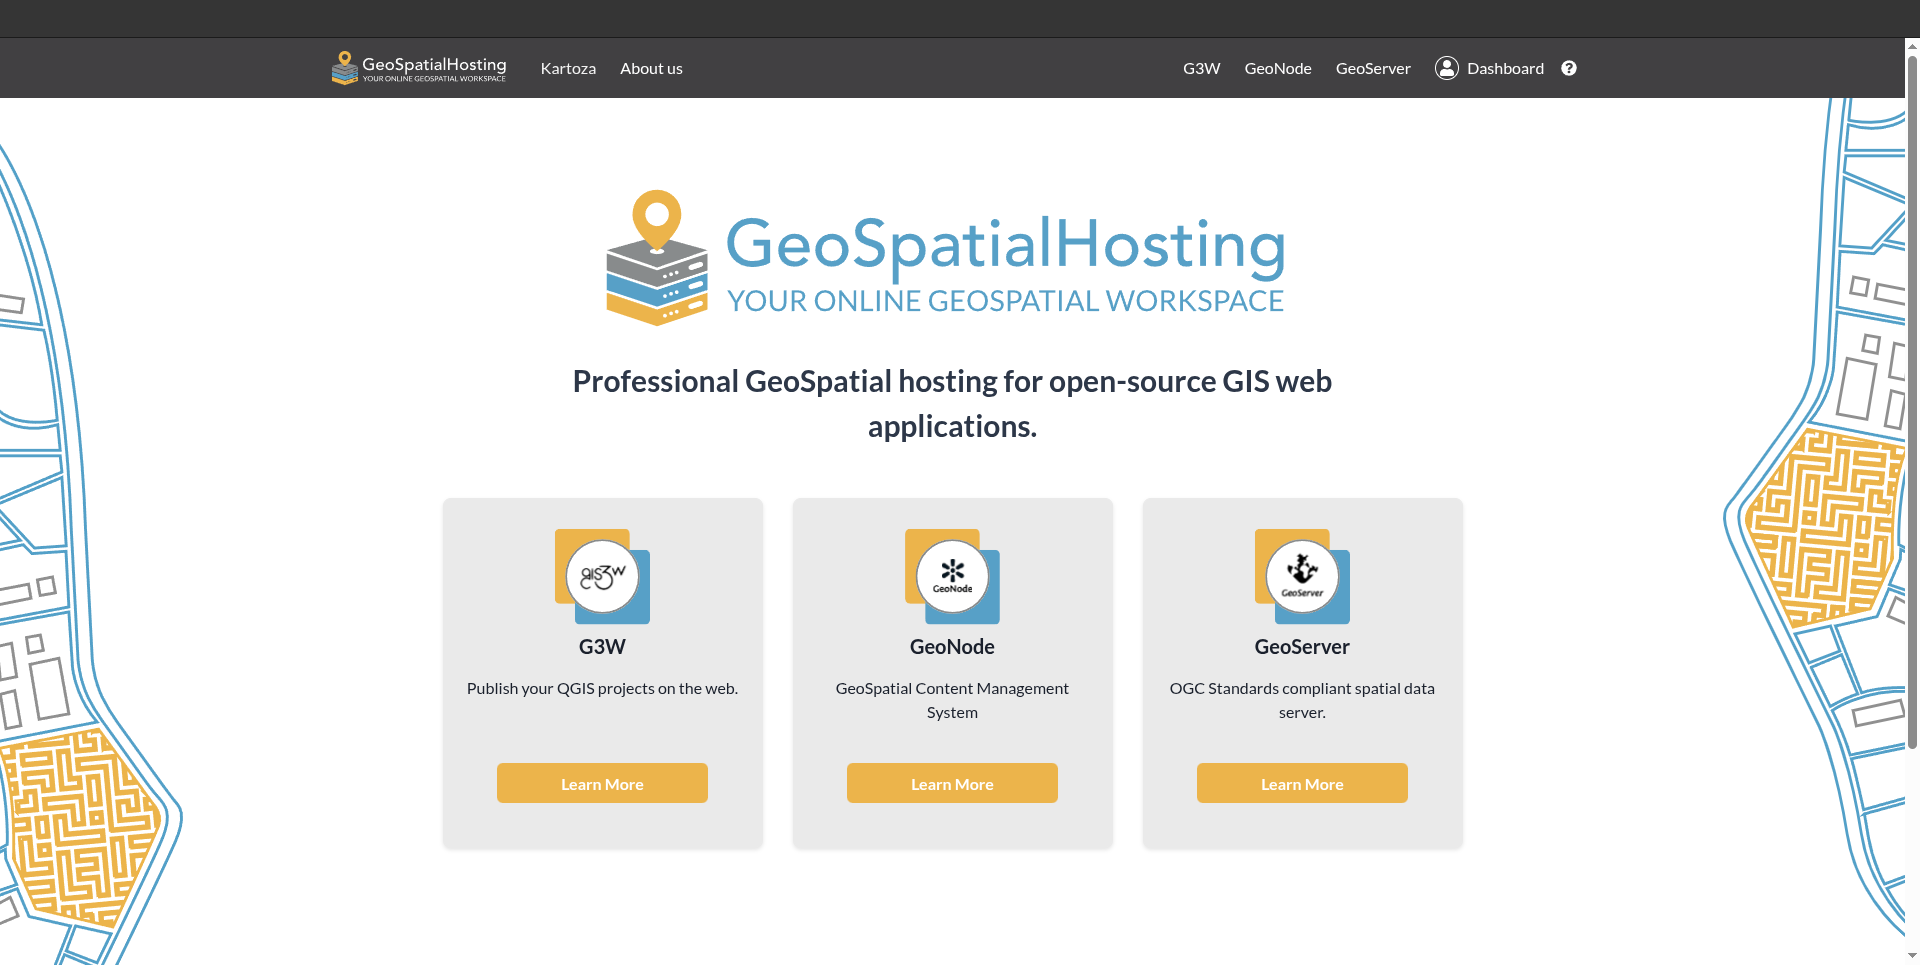 GeoSpatialHosting
YOUR ONLINE GEOSPATIAL WORKSPACE
Kartoza
About us
G3W
GeoNode
GeoServer
Dashboard
GeoSpatialHosting
YOUR ONLINE GEOSPATIAL WORKSPACE
Professional GeoSpatial hosting for open-source GIS web
applications.
gis3w
G3W
Publish your QGIS projects on the web.
Learn More
GeoNode
GeoNode
GeoSpatial Content Management
System
Learn More
GeoServer
GeoServer
OGC Standards compliant spatial data
server.
Learn More